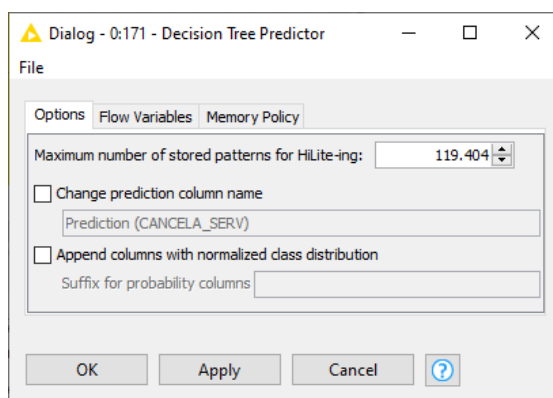 Dialog - 0:171 - Decision Tree Predictor
File
Options Flow Variables Memory Policy
Maximum number of stored patterns for HiLite-ing: 119.404
Change prediction column name
Prediction (CANCELA_SERV)
Append columns with normalized class distribution
Suffix for probability columns
OK Apply Cancel ?